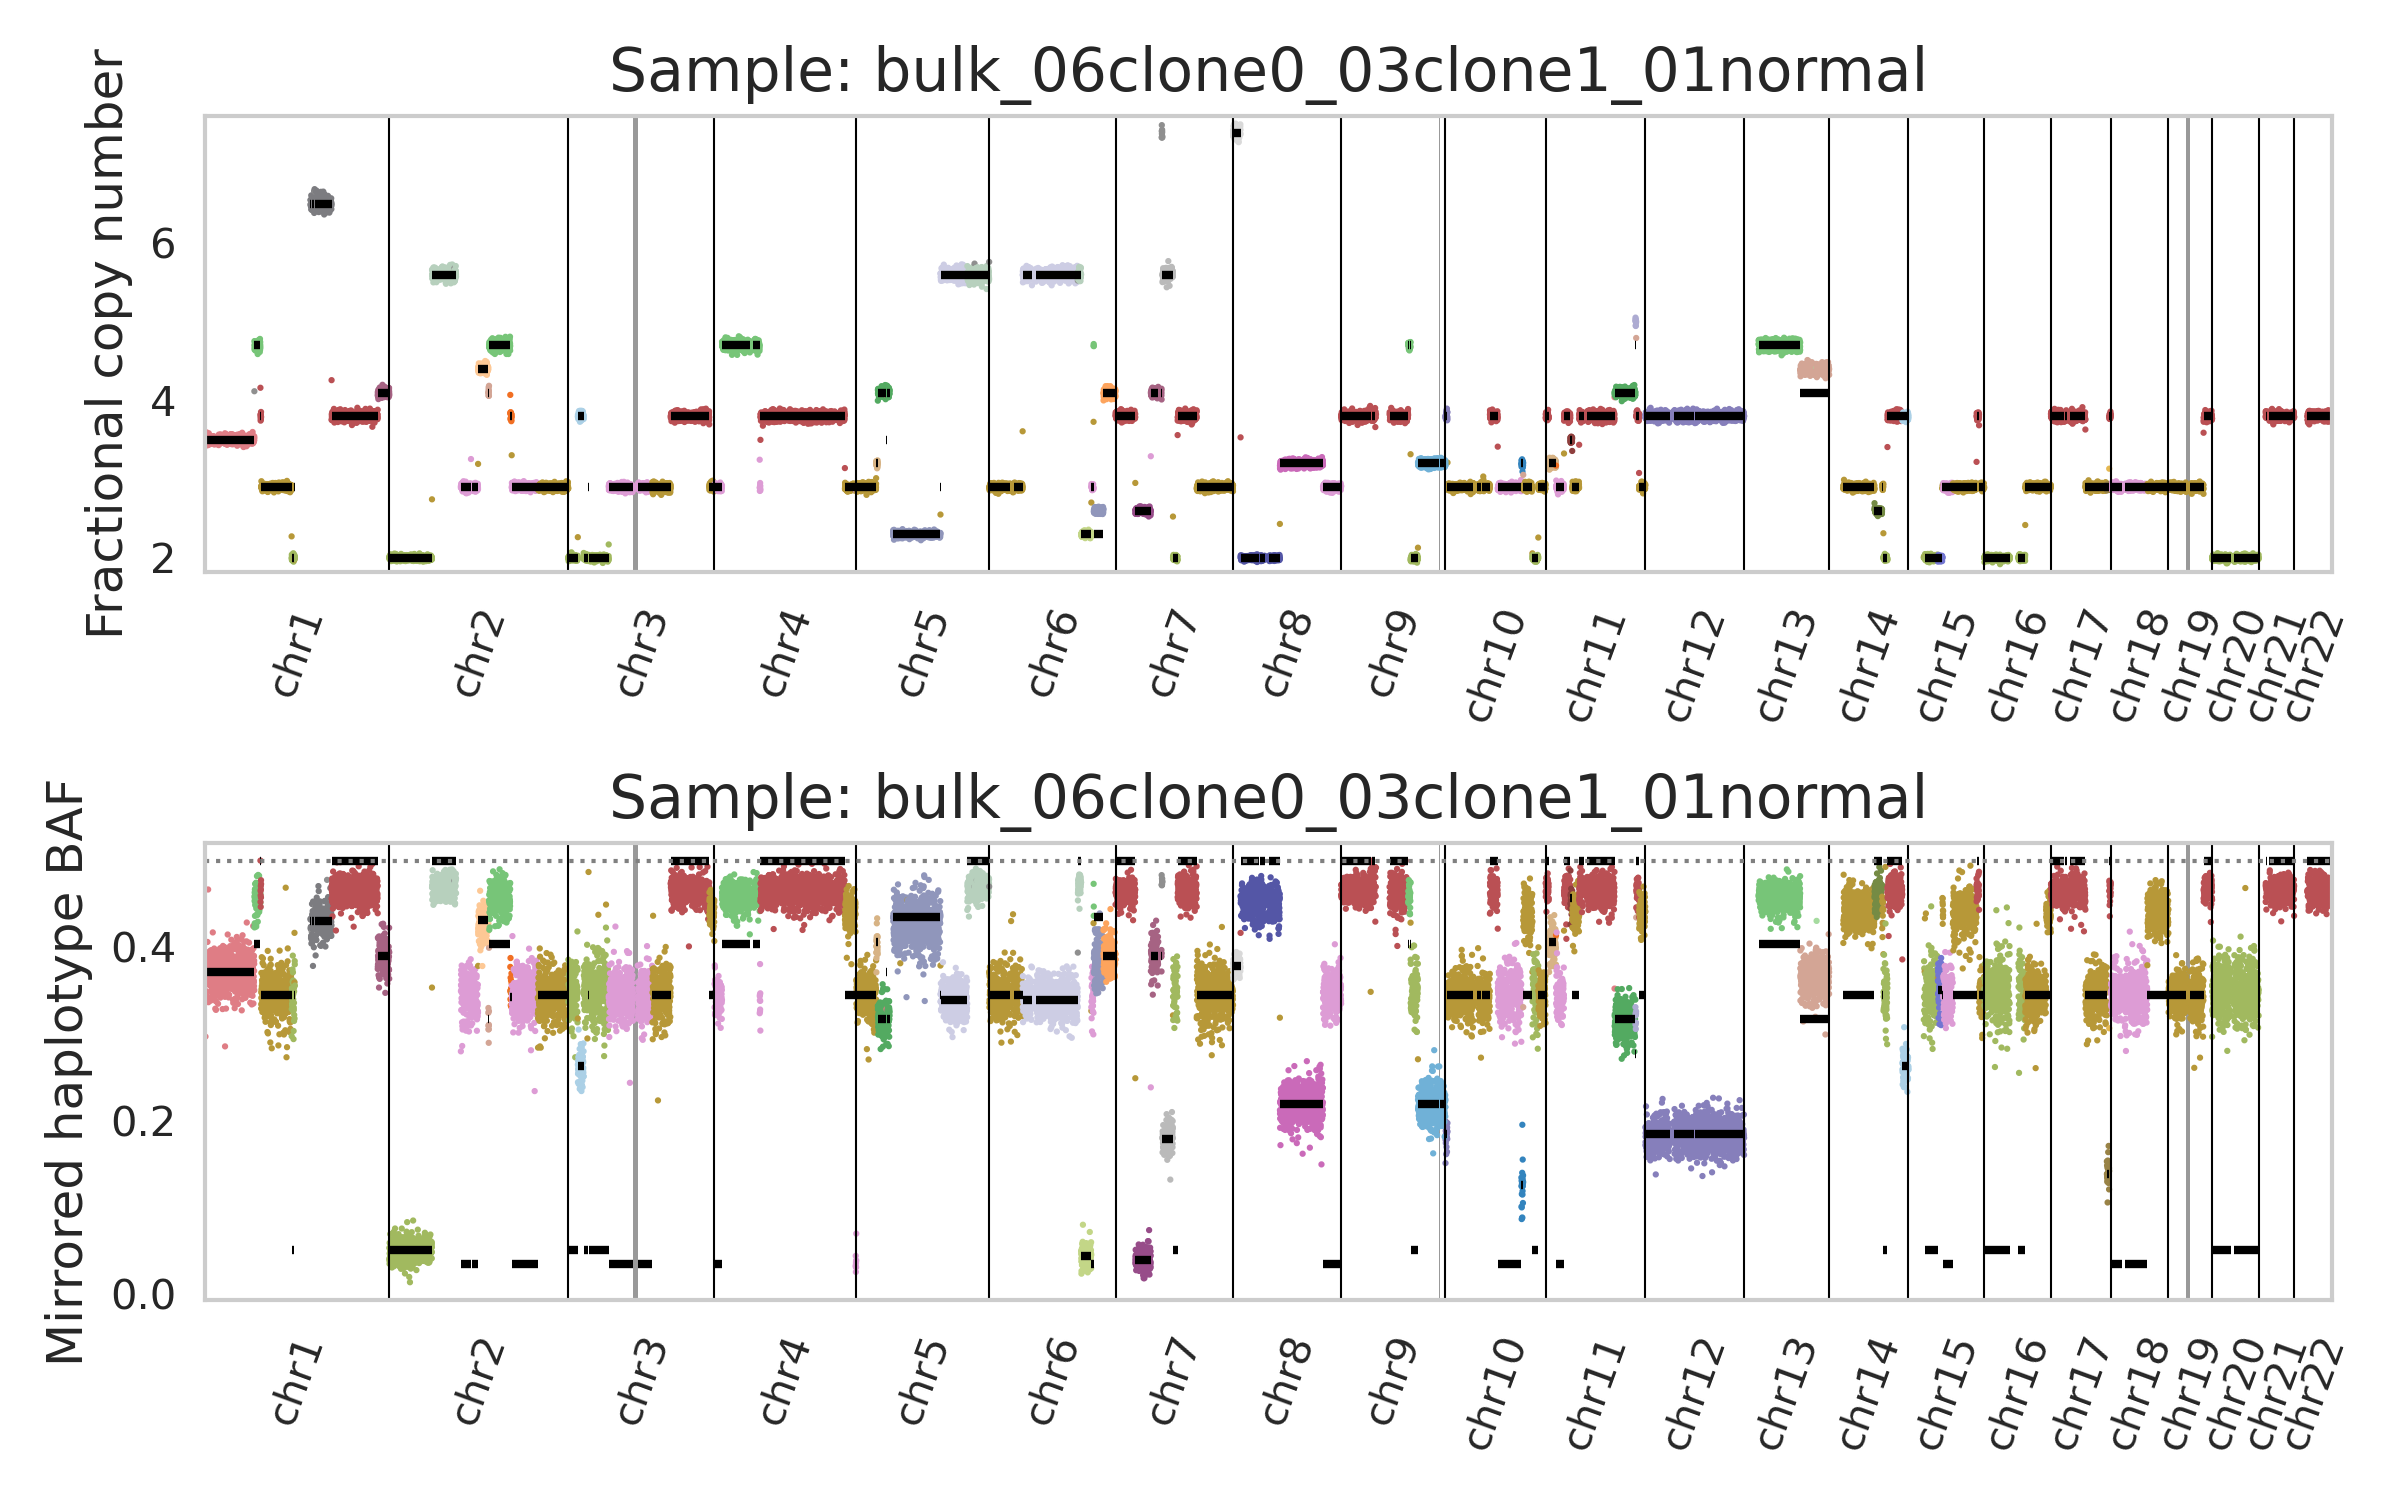 Sample: bulk_06clone0_03clone1_01normal
Fractional copy number
6
4
2
chr1
chr2
chr3
chr4
chr5
chr6
chr7
chr8
chr9
chr10
chr11
chr12
chr13
chr14
chr15
chr16
chr17
chr18
chr19
chr20
chr21
chr22
Sample: bulk_06clone0_03clone1_01normal
Mirrored haplotype BAF
0.4
0.2
0.0
chr1
chr2
chr3
chr4
chr5
chr6
chr7
chr8
chr9
chr10
chr11
chr12
chr13
chr14
chr15
chr16
chr17
chr18
chr19
chr20
chr21
chr22